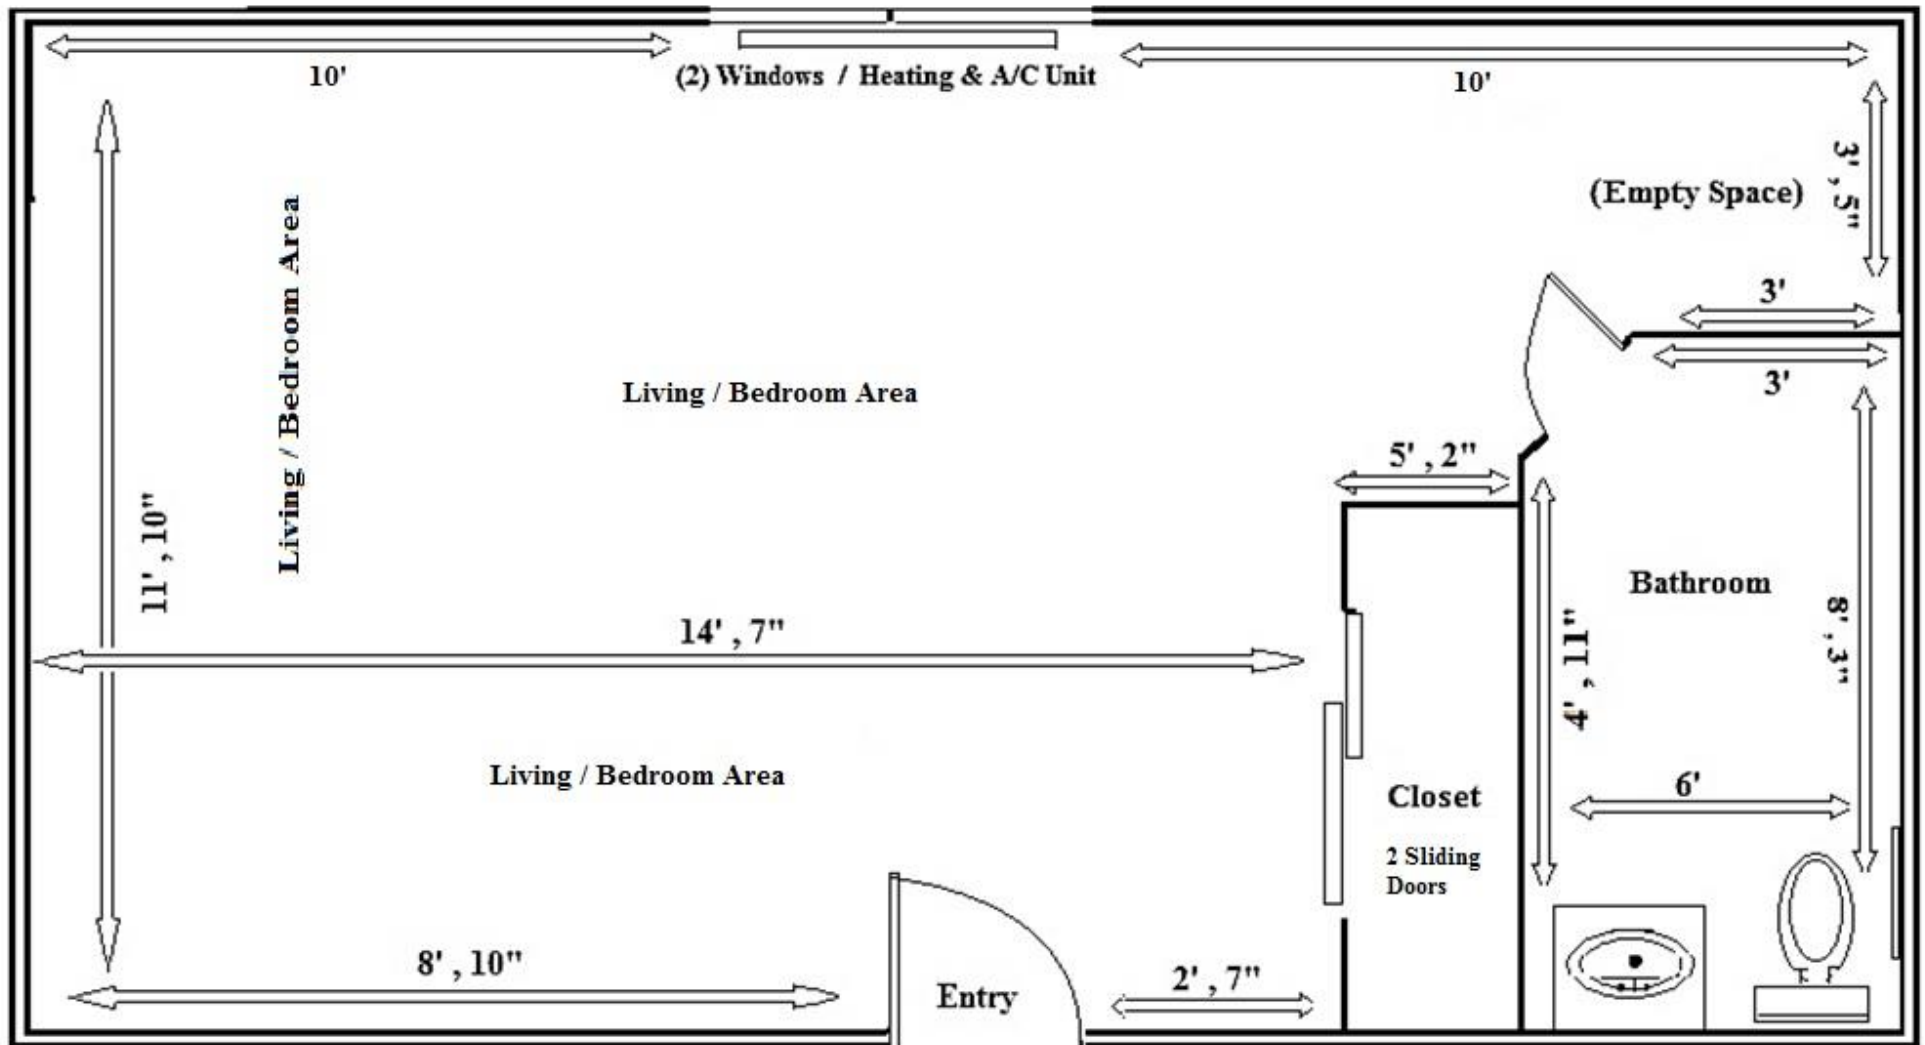 10'
(2) Windows / Heating & A/C Unit
10'
3' , 5"
(Empty Space)
Living / Bedroom Area
3'
3'
Living / Bedroom Area
5' , 2"
11' , 10"
Bathroom
14' , 7"
4' , 11"
8' , 3"
Living / Bedroom Area
6'
Closet
2 Sliding
Doors
8' , 10"
Entry
2' , 7"